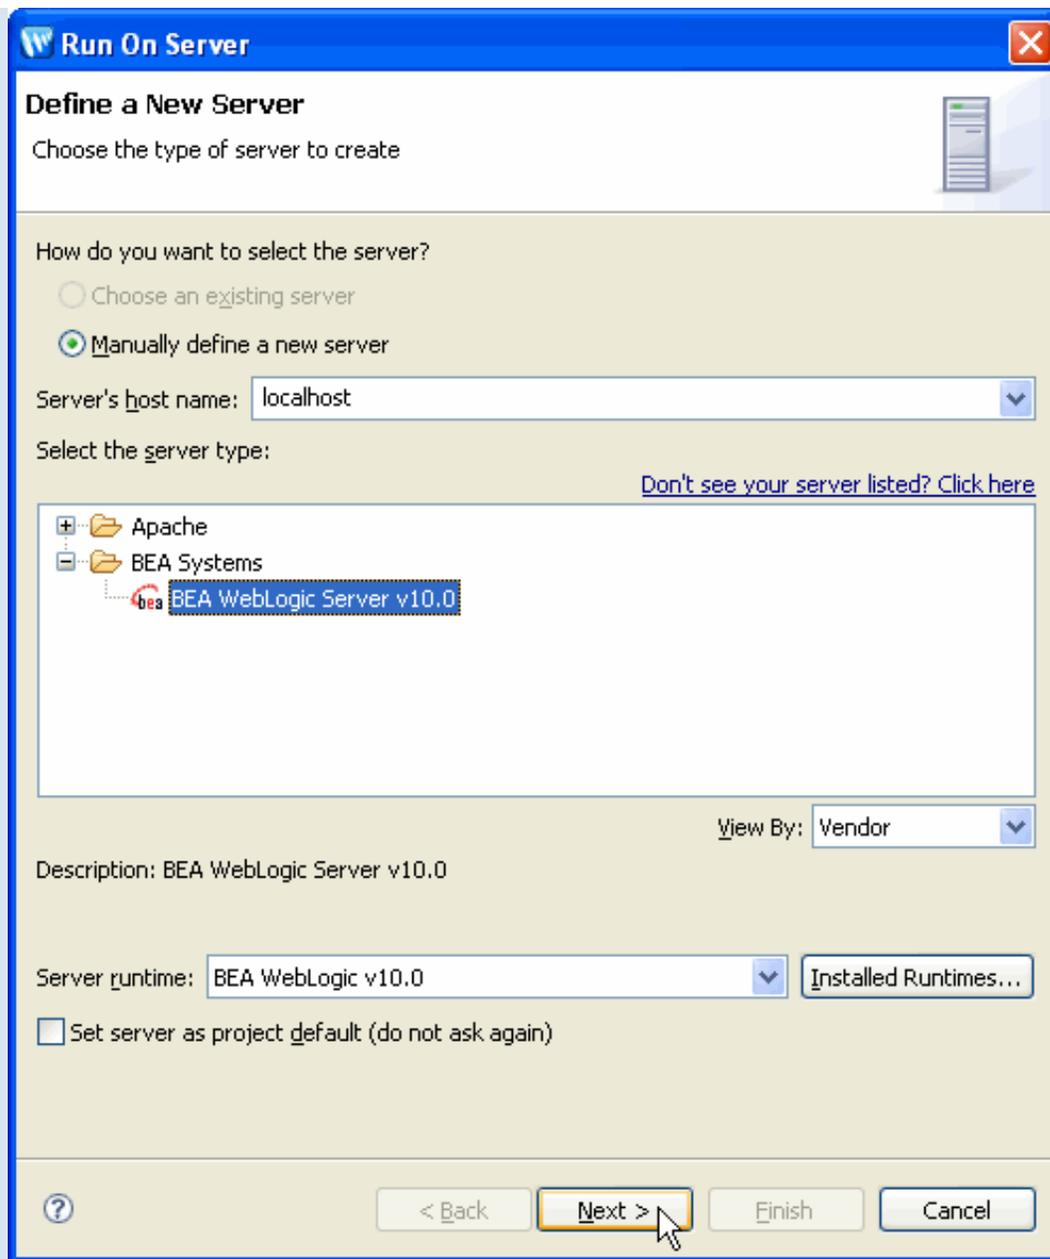 Run On Server
Define a New Server
Choose the type of server to create
How do you want to select the server?
Choose an existing server
Manually define a new server
Server's host name: localhost
Select the server type:
Don't see your server listed? Click here
Apache
BEA Systems
bea BEA WebLogic Server v10.0
View By: Vendor
Description: BEA WebLogic Server v10.0
Server runtime: BEA WebLogic v10.0 Installed Runtimes...
Set server as project default (do not ask again)
? < Back Next > Finish Cancel